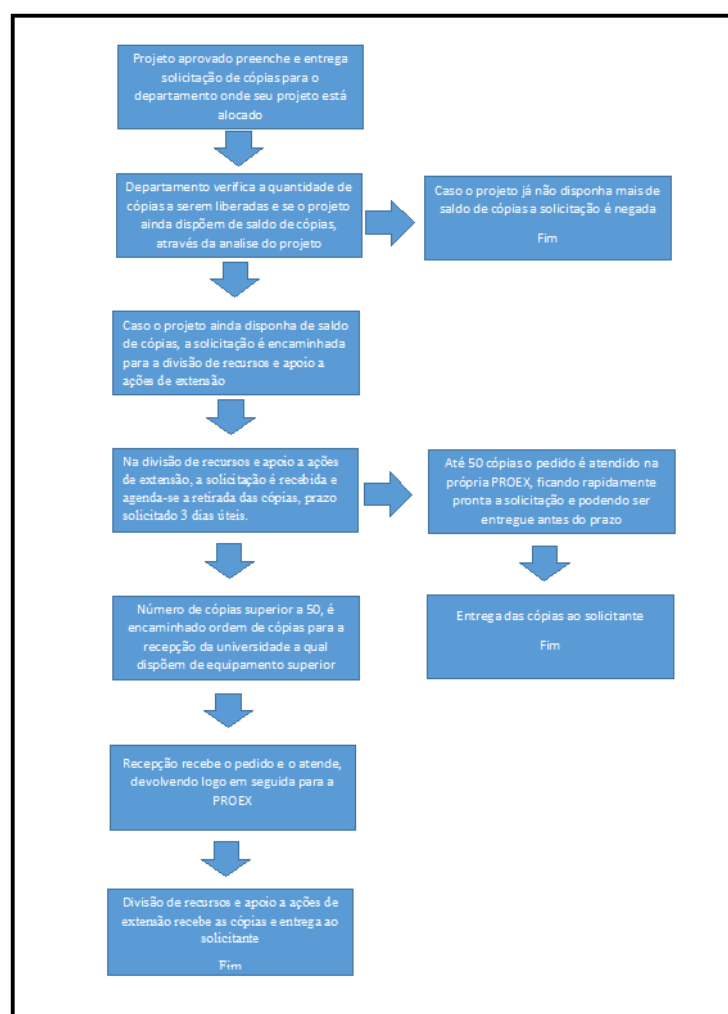 Projeto aprovado preenche e entrega
solicitação de cópias para o
departamento onde seu projeto está
alocado
Departamento verifica a quantidade de
cópias a serem liberadas e se o projeto
ainda dispõem de saldo de cópias,
através da analise do projeto
Caso o projeto já não disponha mais de
saldo de cópias a solicitação é negada
Fim
Caso o projeto ainda disponha de saldo
de cópias, a solicitação é encaminhada
para a divisão de recursos e apoio a
ações de extensão
Na divisão de recursos e apoio a ações
de extensão, a solicitação é recebida e
agenda-se a retirada das cópias, prazo
solicitado 3 dias úteis.
Até 50 cópias o pedido é atendido na
própria PROEX, ficando rapidamente
pronta a solicitação e podendo ser
entregue antes do prazo
Número de cópias superior a 50, é
encaminhado ordem de cópias para a
recepção da universidade a qual
dispõem de equipamento superior
Entrega das cópias ao solicitante
Fim
Recepção recebe o pedido e o atende,
devolvendo logo em seguida para a
PROEX
Divisão de recursos e apoio a ações de
extensão recebe as cópias e entrega ao
solicitante
Fim